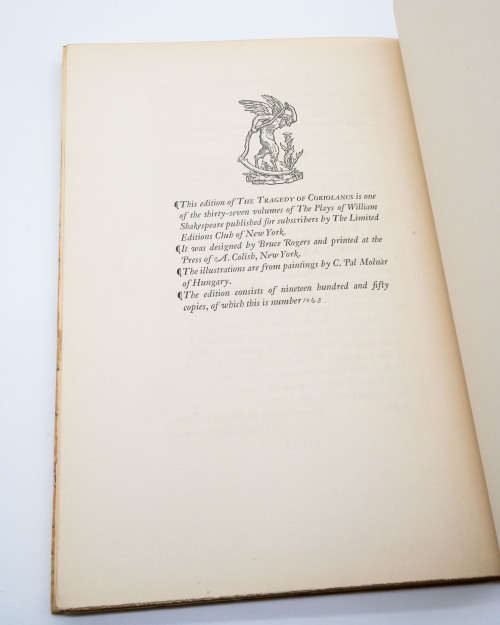 ¶This edition of THE TRAGEDY OF CORIOLANUS is one
of the thirty-seven volumes of The Plays of William
Shakespeare published for subscribers by The Limited
Editions Club of New York.
¶It was designed by Bruce Rogers and printed at the
Press of A. Colish, New York.
¶The illustrations are from paintings by C. Pal Molnar
of Hungary.
¶The edition consists of nineteen hundred and fifty
copies, of which this is number 1063.